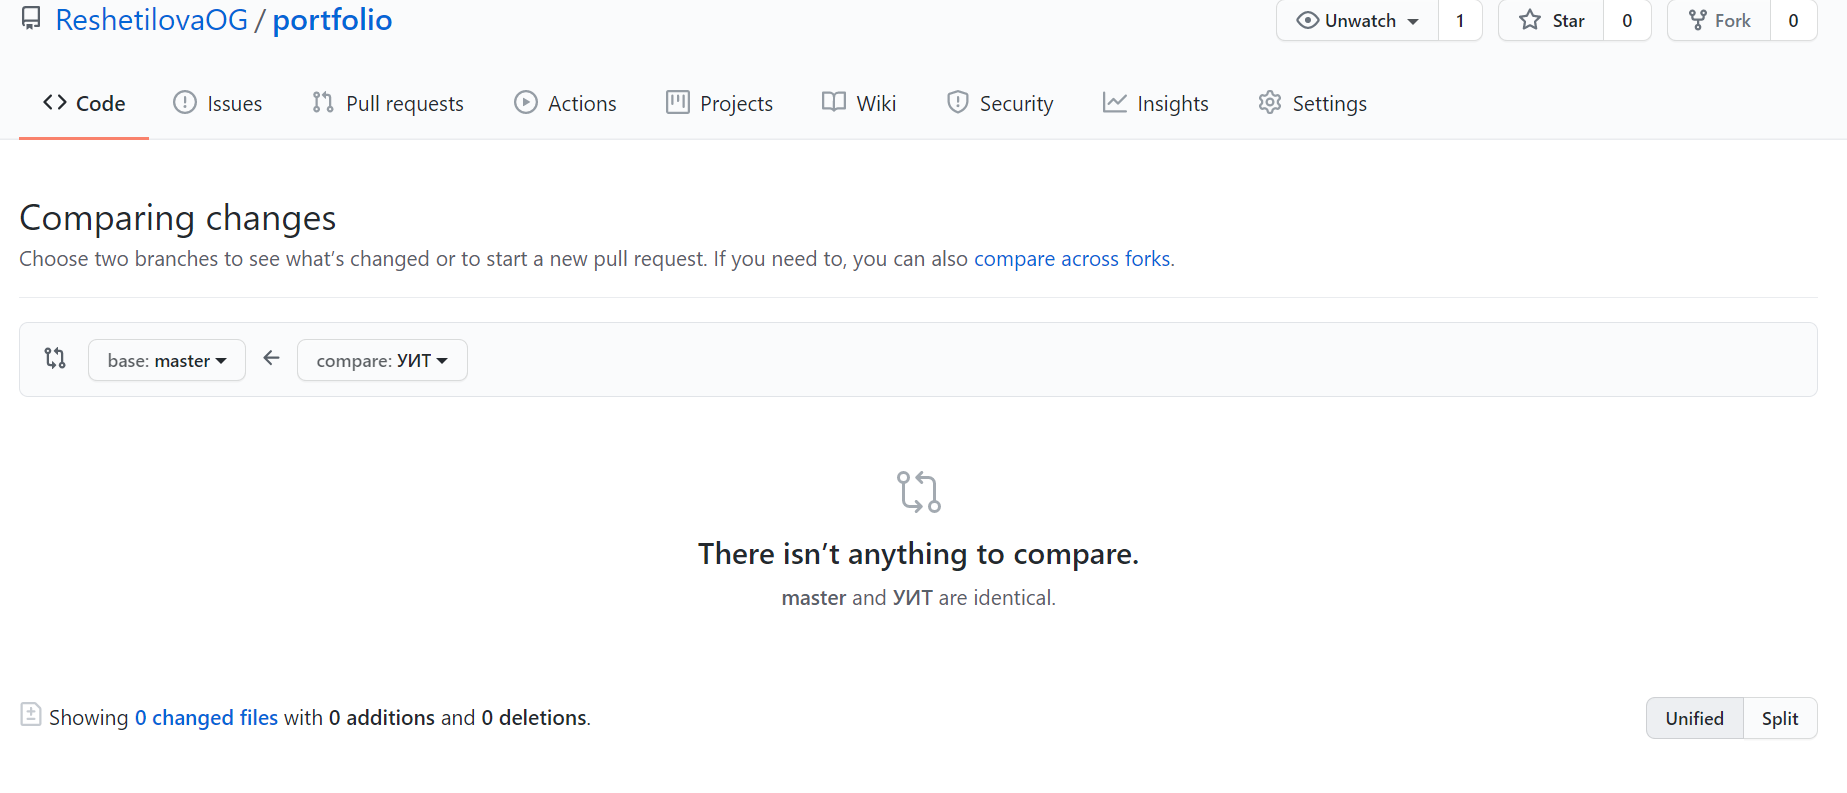 ReshetilovaOG / portfolio
Unwatch 1 Star 0 Fork 0
Code Issues Pull requests Actions Projects Wiki Security Insights Settings
Comparing changes
Choose two branches to see what’s changed or to start a new pull request. If you need to, you can also compare across forks.
base: master compare: УИТ
There isn’t anything to compare.
master and УИТ are identical.
Showing 0 changed files with 0 additions and 0 deletions.
Unified Split